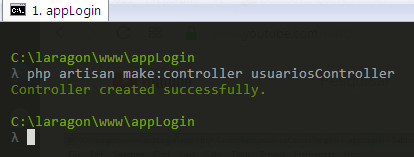 1. appLogin
C:\laragon\www\appLogin
λ php artisan make:controller usuariosController
Controller created successfully.
C:\laragon\www\appLogin
λ